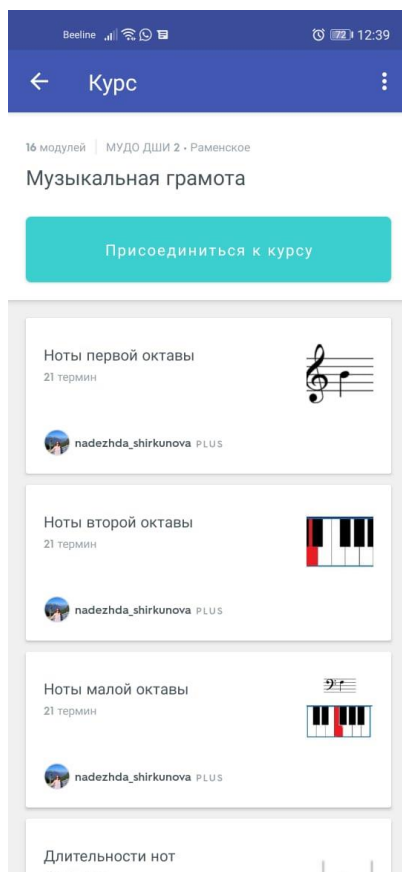 Beeline 72 12:39
Курс
16 модулей МУДО ДШИ 2 • Раменское
Музыкальная грамота
Присоединиться к курсу
Ноты первой октавы
21 термин
nadezhda_shirkunova PLUS
Ноты второй октавы
21 термин
nadezhda_shirkunova PLUS
Ноты малой октавы
21 термин
nadezhda_shirkunova PLUS
Длительности нот